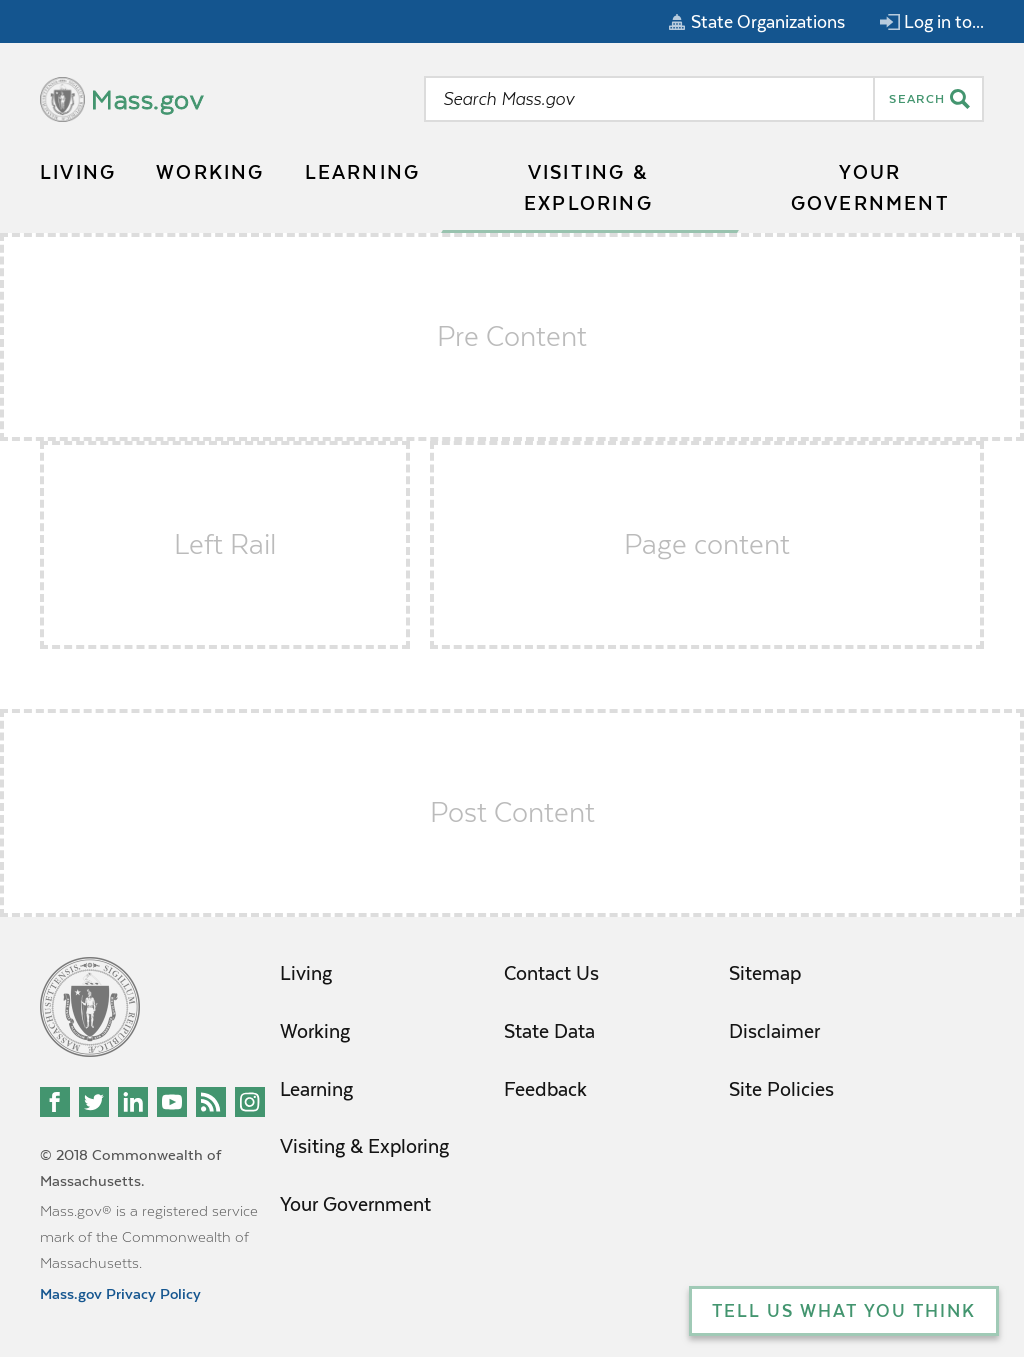 State Organizations
Log in to...
Mass.gov
Search Mass.gov
SEARCH
LIVING
WORKING
LEARNING
VISITING &
EXPLORING
YOUR
GOVERNMENT
Pre Content
Left Rail
Page content
Post Content
Living
Working
Learning
Visiting & Exploring
Your Government
Contact Us
State Data
Feedback
Sitemap
Disclaimer
Site Policies
© 2018 Commonwealth of
Massachusetts.
Mass.gov® is a registered service
mark of the Commonwealth of
Massachusetts.
Mass.gov Privacy Policy
TELL US WHAT YOU THINK